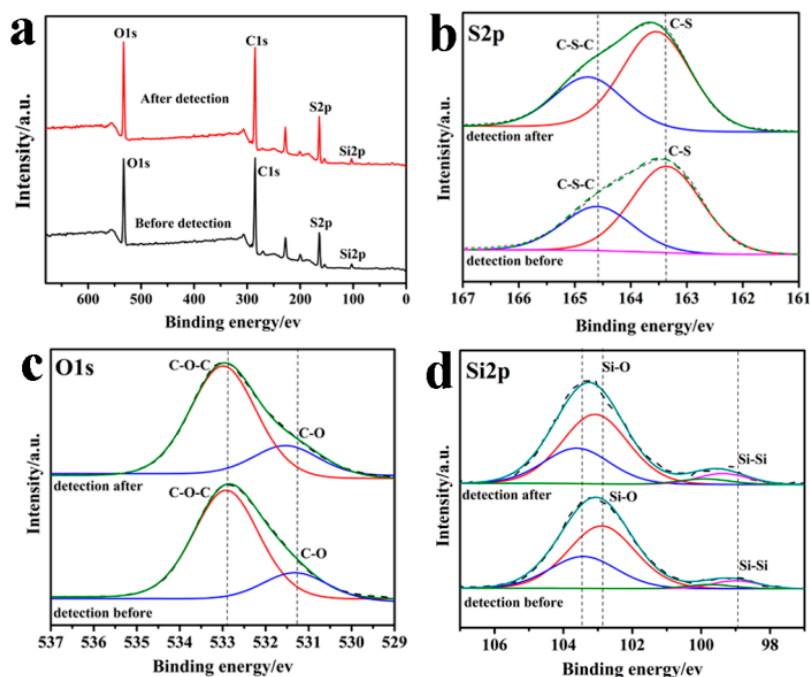 a
O1s
C1s
After detection
S2p
Si2p
O1s
C1s
Before detection
S2p
Si2p
Intensity/a.u.
600 500 400 300 200 100 0
Binding energy/ev
b
S2p
C-S-C
C-S
detection after
C-S-C
C-S
detection before
Intensity/a.u.
167 166 165 164 163 162 161
Binding energy/ev
c
O1s
C-O-C
C-O
detection after
C-O-C
C-O
detection before
Intensity/a.u.
537 536 535 534 533 532 531 530 529
Binding energy/ev
d
Si2p
Si-O
Si-Si
detection after
Si-O
Si-Si
detection before
Intensity/a.u.
106 104 102 100 98
Binding energy/ev